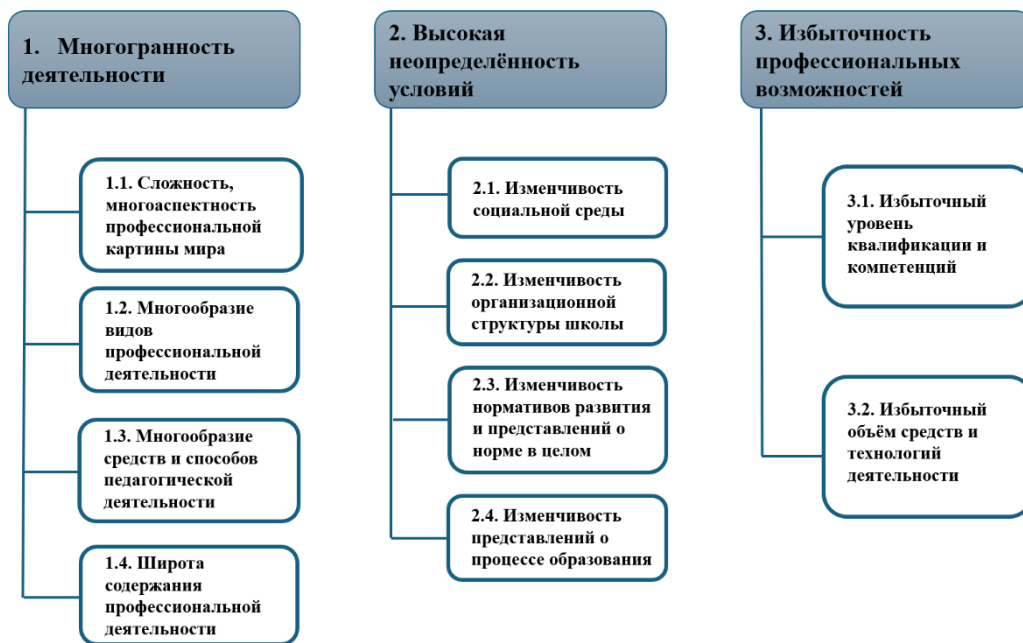 1. Многогранность
деятельности
1.1. Сложность,
многоаспектность
профессиональной
картины мира
1.2. Многообразие
видов
профессиональной
деятельности
1.3. Многообразие
средств и способов
педагогической
деятельности
1.4. Широта
содержания
профессиональной
деятельности
2. Высокая
неопределённость
условий
2.1. Изменчивость
социальной среды
2.2. Изменчивость
организационной
структуры школы
2.3. Изменчивость
нормативов развития
и представлений о
норме в целом
2.4. Изменчивость
представлений о
процессе образования
3. Избыточность
профессиональных
возможностей
3.1. Избыточный
уровень
квалификации и
компетенций
3.2. Избыточный
объём средств и
технологий
деятельности